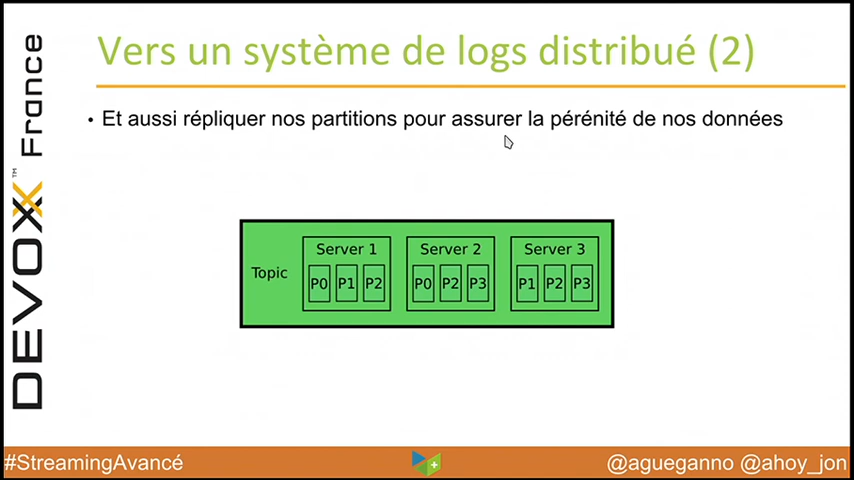 Vers un système de logs distribué (2)
• Et aussi répliquer nos partitions pour assurer la pérénité de nos données
DEVOXX™ France
Topic
Server 1
P0 P1 P2
Server 2
P0 P2 P3
Server 3
P1 P2 P3
#StreamingAvancé
@agueganno @ahoy_jon